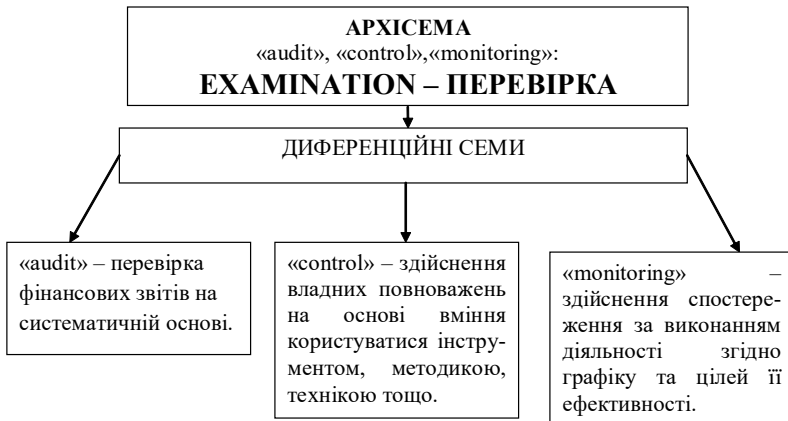 АРХІСЕМА
«audit», «control»,«monitoring»:
EXAMINATION – ПЕРЕВІРКА
ДИФЕРЕНЦІЙНІ СЕМИ
«audit» – перевірка
фінансових звітів на
систематичній основі.
«control» – здійснення
владних повноважень
на основі вміння
користуватися інстру-
ментом, методикою,
технікою тощо.
«monitoring» –
здійснення спостере-
ження за виконанням
діяльності згідно
графіку та цілей її
ефективності.